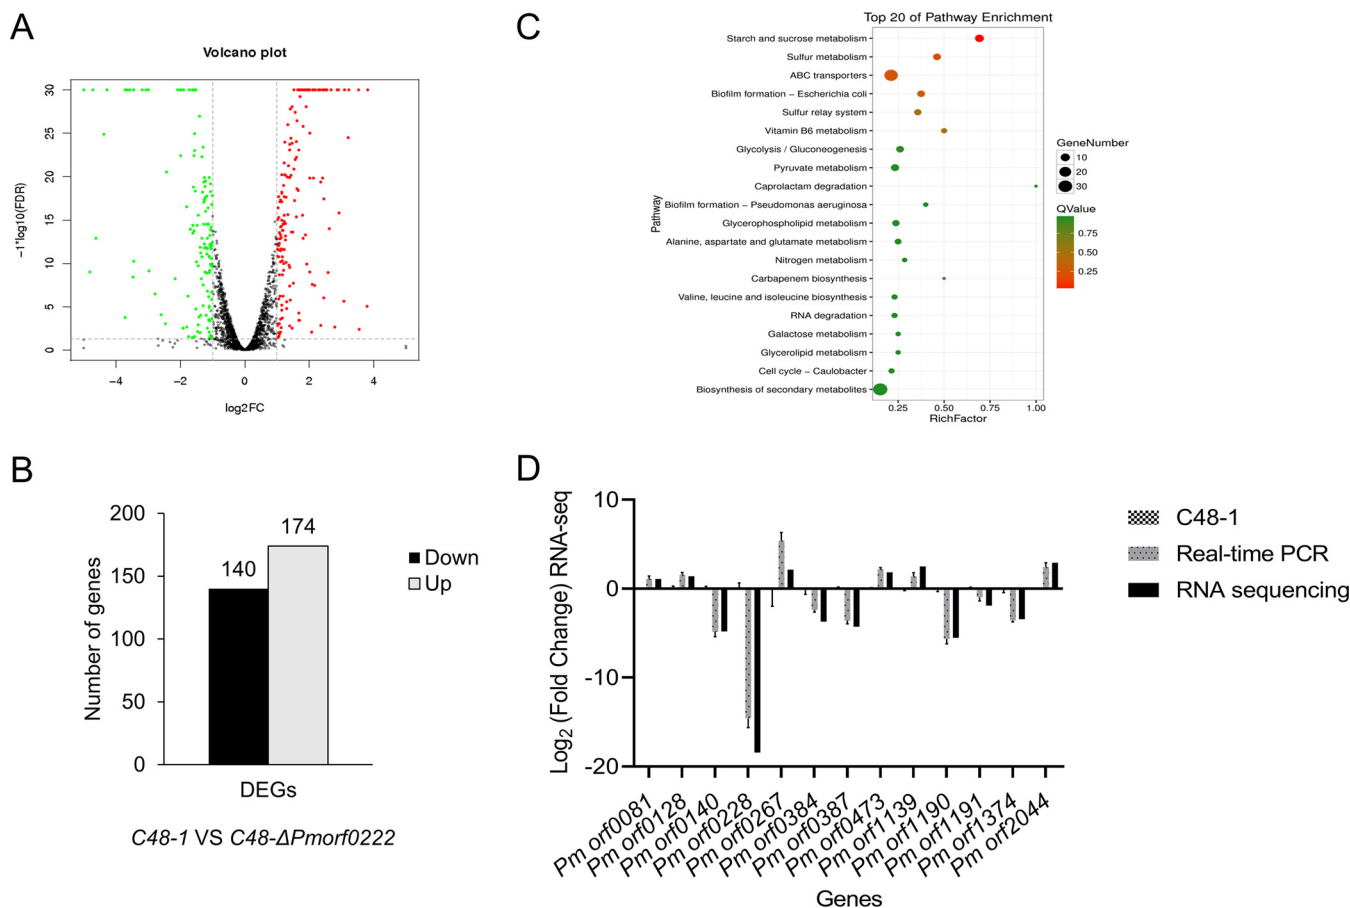 A
Volcano plot
-1*log10(FDR)
30
25
20
15
10
5
0
-4
-2
0
2
4
log2FC
B
Number of genes
200
150
100
50
0
140
174
Down
Up
DEGs
C48-1 VS C48-ΔPmorf0222
C
Top 20 of Pathway Enrichment
Pathway
Starch and sucrose metabolism
Sulfur metabolism
ABC transporters
Biofilm formation - Escherichia coli
Sulfur relay system
Vitamin B6 metabolism
Glycolysis / Gluconeogenesis
Pyruvate metabolism
Caprolactam degradation
Biofilm formation - Pseudomonas aeruginosa
Glycerophospholipid metabolism
Alanine, aspartate and glutamate metabolism
Nitrogen metabolism
Carbapenem biosynthesis
Valine, leucine and isoleucine biosynthesis
RNA degradation
Galactose metabolism
Glycerolipid metabolism
Cell cycle - Caulobacter
Biosynthesis of secondary metabolites
0.25 0.50 0.75 1.00
RichFactor
GeneNumber
10
20
30
QValue
0.75
0.50
0.25
D
Log2 (Fold Change) RNA-seq
10
0
-10
-20
Pm orf0081
Pm orf0128
Pm orf0140
Pm orf0228
Pm orf0267
Pm orf0384
Pm orf0387
Pm orf0473
Pm orf1139
Pm orf1190
Pm orf1191
Pm orf1374
Pm orf2044
Genes
C48-1
Real-time PCR
RNA sequencing